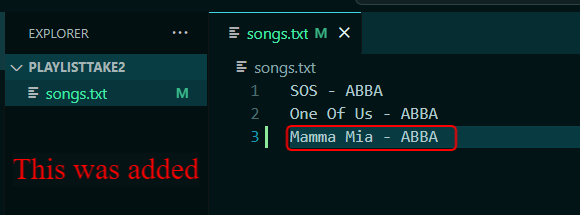 EXPLORER
···
PLAYLISTTAKE2
songs.txt M
This was added
songs.txt M
songs.txt
1 SOS - ABBA
2 One Of Us - ABBA
3 Mamma Mia - ABBA